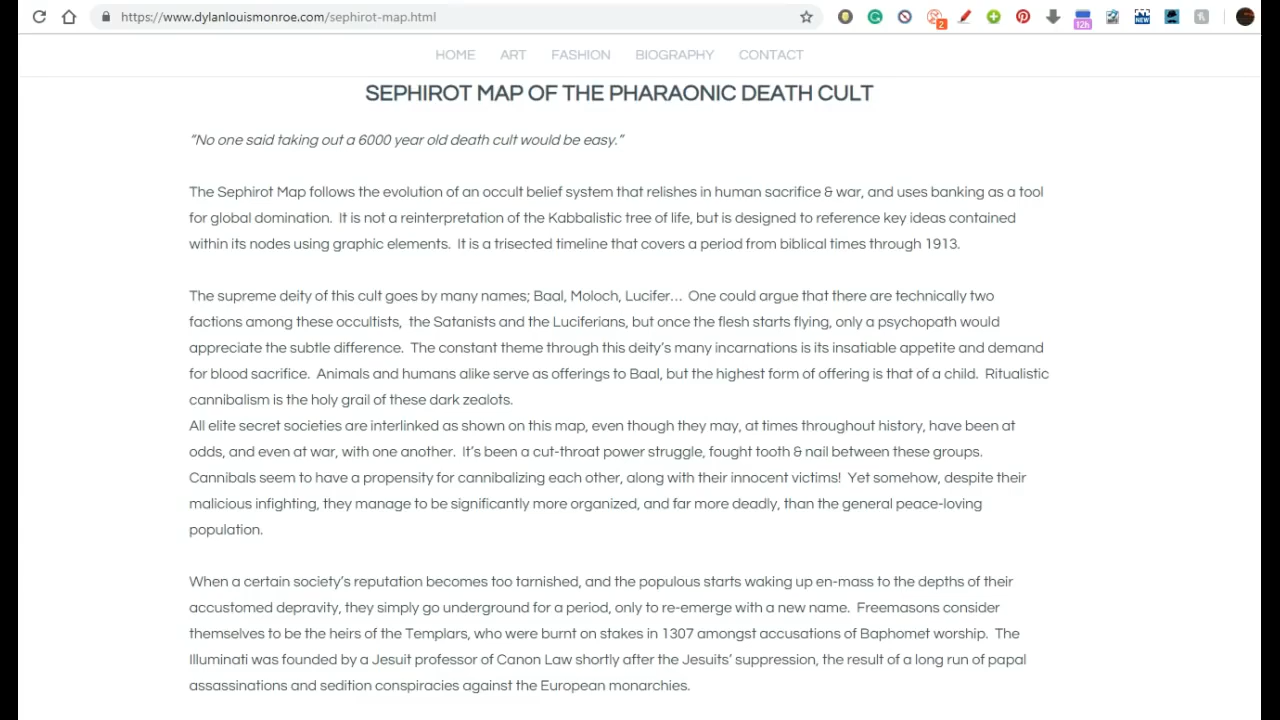 https://www.dylanlouismonroe.com/sephirot-map.html
2
12h
NEW
HOME ART FASHION BIOGRAPHY CONTACT
SEPHIROT MAP OF THE PHARAONIC DEATH CULT
“No one said taking out a 6000 year old death cult would be easy.”
The Sephirot Map follows the evolution of an occult belief system that relishes in human sacrifice & war, and uses banking as a tool
for global domination. It is not a reinterpretation of the Kabbalistic tree of life, but is designed to reference key ideas contained
within its nodes using graphic elements. It is a trisected timeline that covers a period from biblical times through 1913.
The supreme deity of this cult goes by many names; Baal, Moloch, Lucifer... One could argue that there are technically two
factions among these occultists, the Satanists and the Luciferians, but once the flesh starts flying, only a psychopath would
appreciate the subtle difference. The constant theme through this deity’s many incarnations is its insatiable appetite and demand
for blood sacrifice. Animals and humans alike serve as offerings to Baal, but the highest form of offering is that of a child. Ritualistic
cannibalism is the holy grail of these dark zealots.
All elite secret societies are interlinked as shown on this map, even though they may, at times throughout history, have been at
odds, and even at war, with one another. It’s been a cut-throat power struggle, fought tooth & nail between these groups.
Cannibals seem to have a propensity for cannibalizing each other, along with their innocent victims! Yet somehow, despite their
malicious infighting, they manage to be significantly more organized, and far more deadly, than the general peace-loving
population.
When a certain society’s reputation becomes too tarnished, and the populous starts waking up en-mass to the depths of their
accustomed depravity, they simply go underground for a period, only to re-emerge with a new name. Freemasons consider
themselves to be the heirs of the Templars, who were burnt on stakes in 1307 amongst accusations of Baphomet worship. The
Illuminati was founded by a Jesuit professor of Canon Law shortly after the Jesuits’ suppression, the result of a long run of papal
assassinations and sedition conspiracies against the European monarchies.